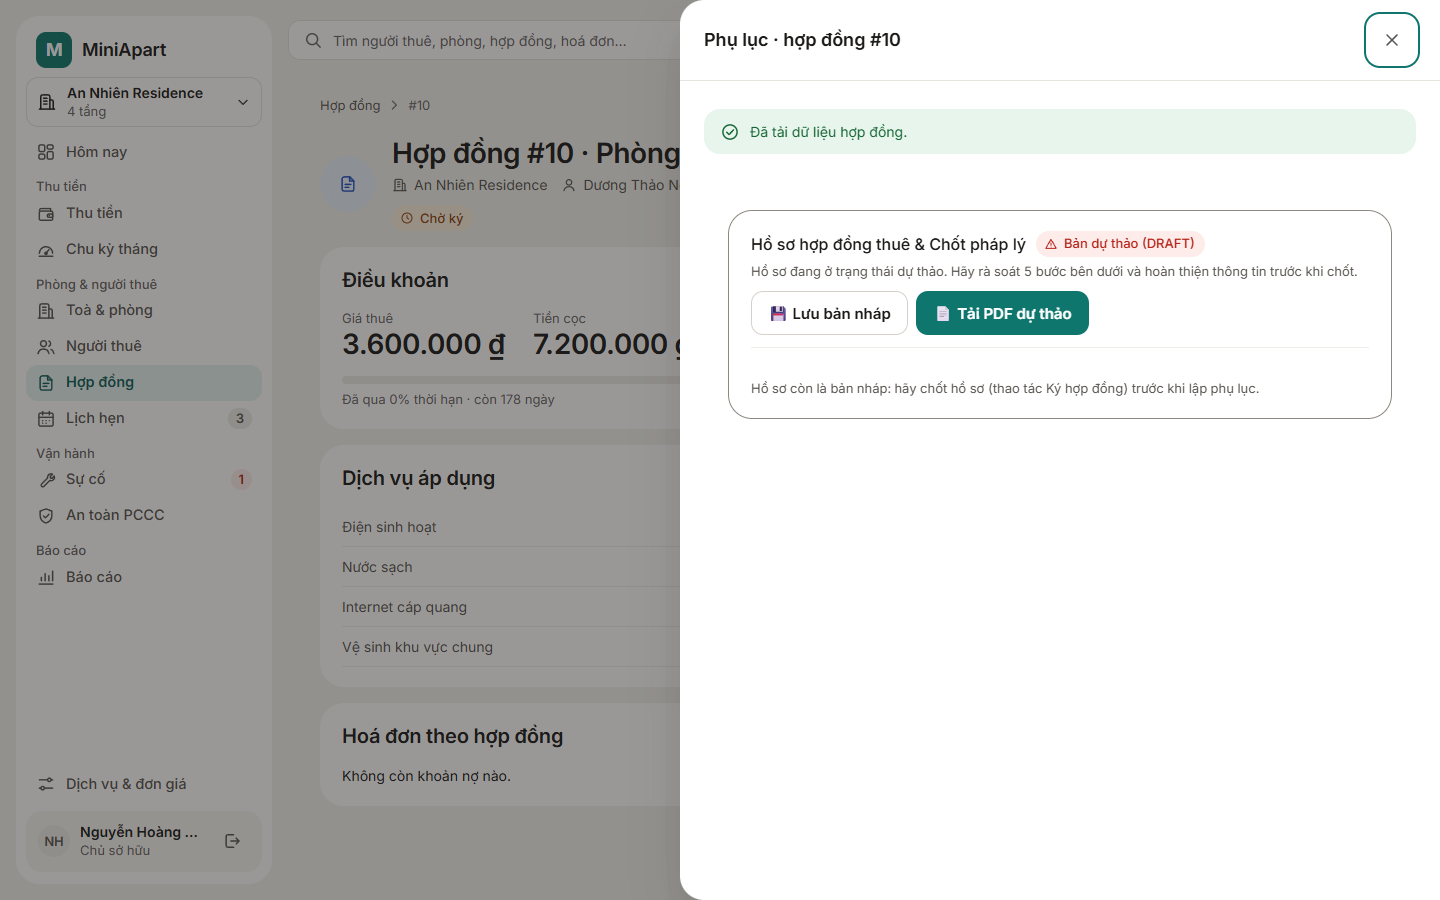 M MiniApart
An Nhiên Residence
4 tầng
Hôm nay
Thu tiền
Thu tiền
Chu kỳ tháng
Phòng & người thuê
Toà & phòng
Người thuê
Hợp đồng
Lịch hẹn 3
Vận hành
Sự cố 1
An toàn PCCC
Báo cáo
Báo cáo
Dịch vụ & đơn giá
NH
Nguyễn Hoàng ...
Chủ sở hữu
Tìm người thuê, phòng, hợp đồng, hoá đơn...
Hợp đồng > #10
Hợp đồng #10 · Phòng
An Nhiên Residence Dương Thảo
Chờ ký
Điều khoản
Giá thuê Tiền cọc
3.600.000 ₫ 7.200.000
Đã qua 0% thời hạn · còn 178 ngày
Dịch vụ áp dụng
Điện sinh hoạt
Nước sạch
Internet cáp quang
Vệ sinh khu vực chung
Hoá đơn theo hợp đồng
Không còn khoản nợ nào.
Phụ lục · hợp đồng #10
Đã tải dữ liệu hợp đồng.
Hồ sơ hợp đồng thuê & Chốt pháp lý Bản dự thảo (DRAFT)
Hồ sơ đang ở trạng thái dự thảo. Hãy rà soát 5 bước bên dưới và hoàn thiện thông tin trước khi chốt.
💾 Lưu bản nháp 📄 Tải PDF dự thảo
Hồ sơ còn là bản nháp: hãy chốt hồ sơ (thao tác Ký hợp đồng) trước khi lập phụ lục.